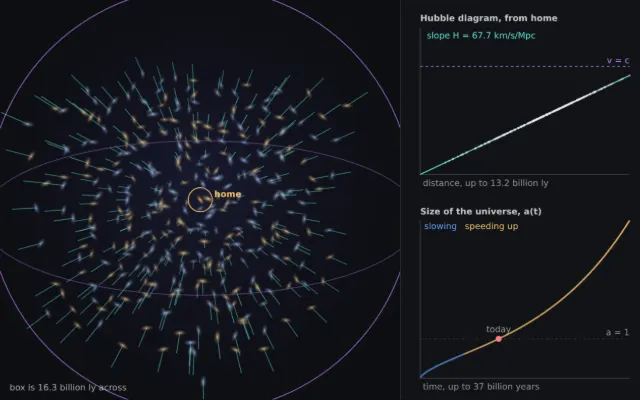 home
box is 16.3 billion ly across
Hubble diagram, from home
slope H = 67.7 km/s/Mpc
v = c
distance, up to 13.2 billion ly
Size of the universe, a(t)
slowing speeding up
today
a = 1
time, up to 37 billion years